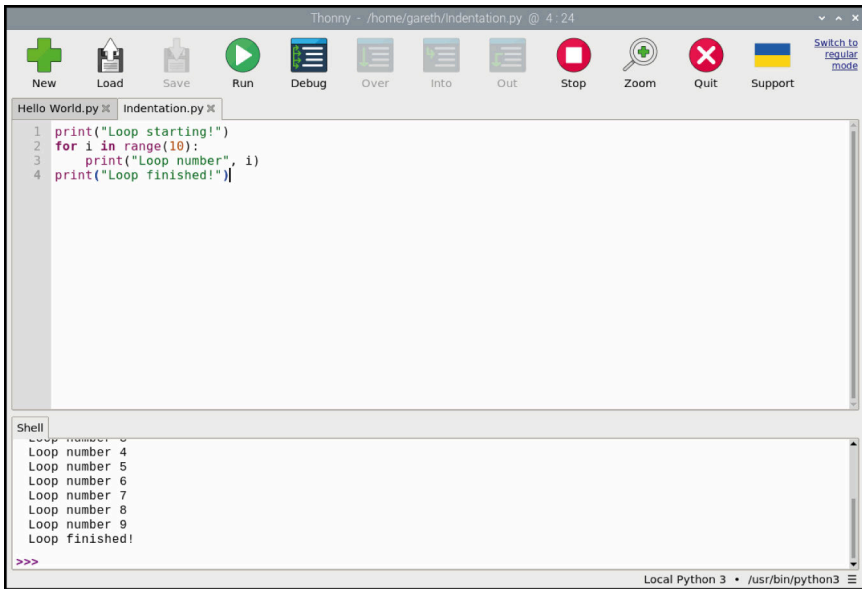 Thonny - /home/gareth/Indentation.py @ 4:24
New Load Save Run Debug Over Into Out Stop Zoom Quit Support
Switch to
regular
mode
Hello World.py Indentation.py
1 print("Loop starting!")
2 for i in range(10):
3     print("Loop number", i)
4 print("Loop finished!")
Shell
Loop number
Loop number 4
Loop number 5
Loop number 6
Loop number 7
Loop number 8
Loop number 9
Loop finished!
>>>
Local Python 3 • /usr/bin/python3 ☰